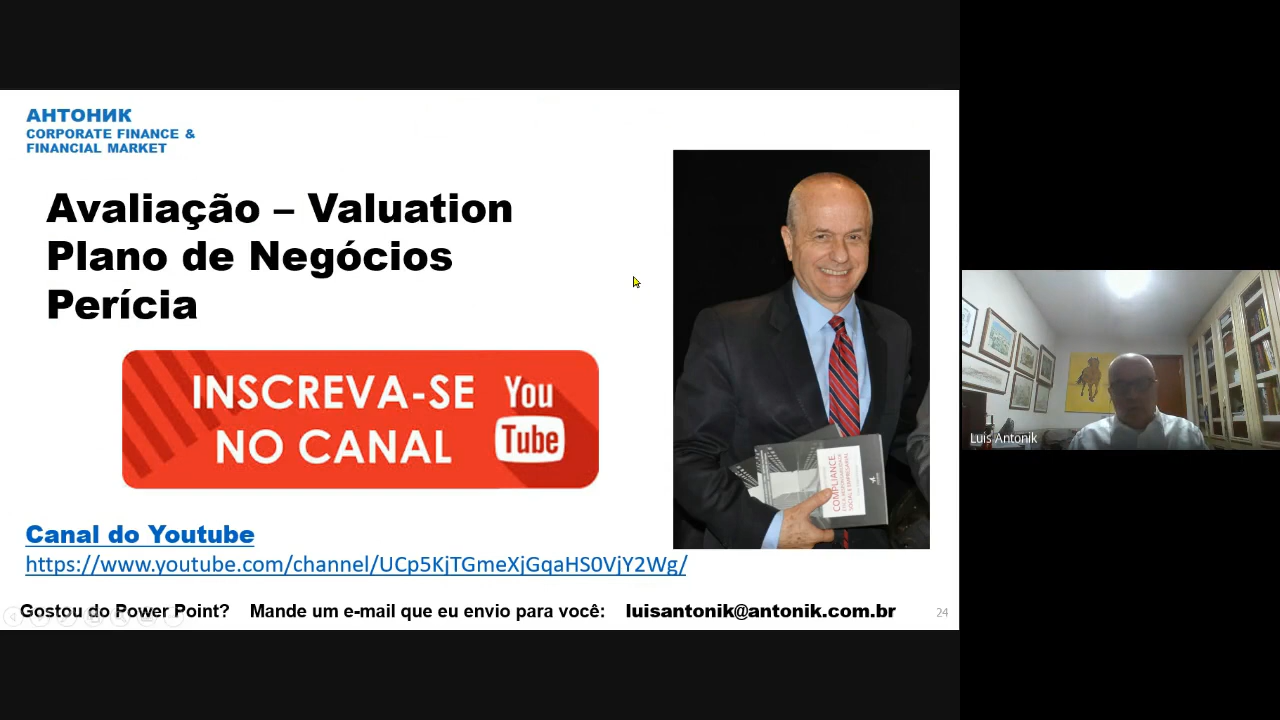 АНТОНИК
CORPORATE FINANCE &
FINANCIAL MARKET
Avaliação – Valuation
Plano de Negócios
Perícia
INSCREVA-SE
NO CANAL
You
Tube
COMPLIANCE
Canal do Youtube
https://www.youtube.com/channel/UCp5KjTGmeXjGqaHS0VjY2Wg/
Gostou do Power Point? Mande um e-mail que eu envio para você: luisantonik@antonik.com.br
24
Luis Antonik